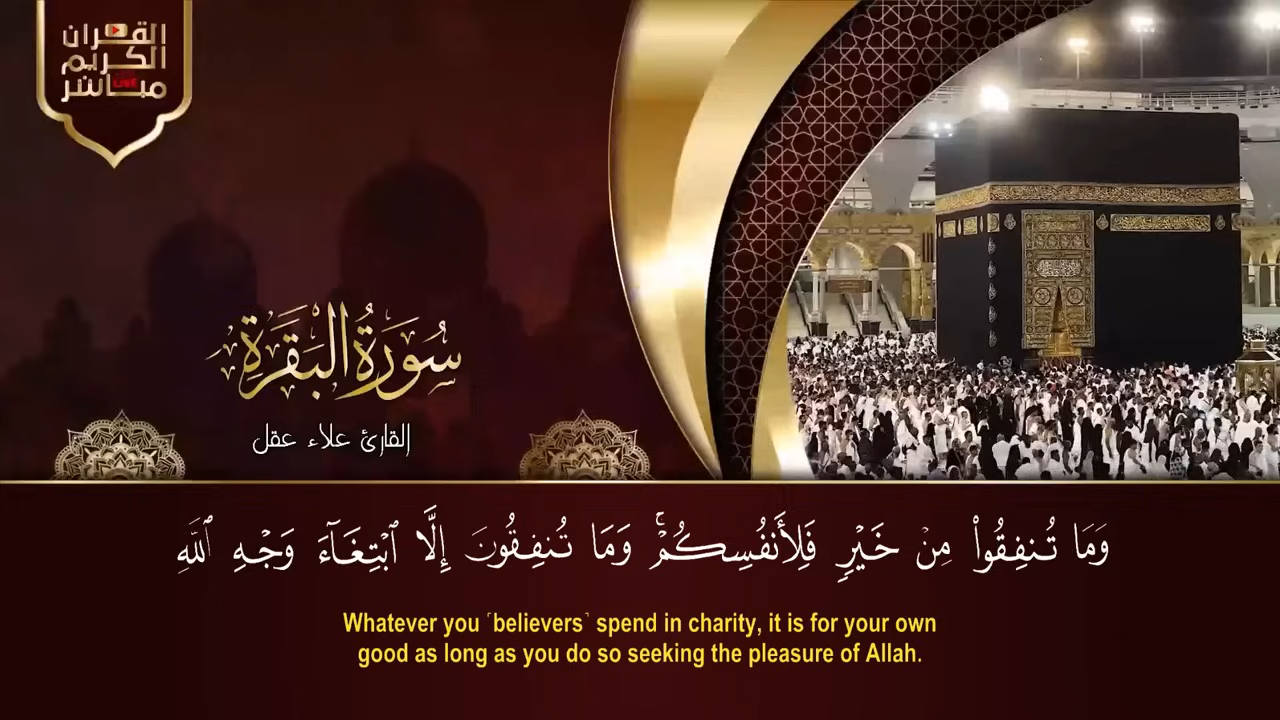 القرآن
الكريم
مباشر
سُورَةُ البَقَرَةِ
القارئ علاء عقل
وَمَا تُنفِقُوا۟ مِنْ خَيْرٍ فَلِأَنفُسِكُمْ ۚ وَمَا تُنفِقُونَ إِلَّا ٱبْتِغَآءَ وَجْهِ ٱللَّهِ
Whatever you ˹believers˺ spend in charity, it is for your own
good as long as you do so seeking the pleasure of Allah.